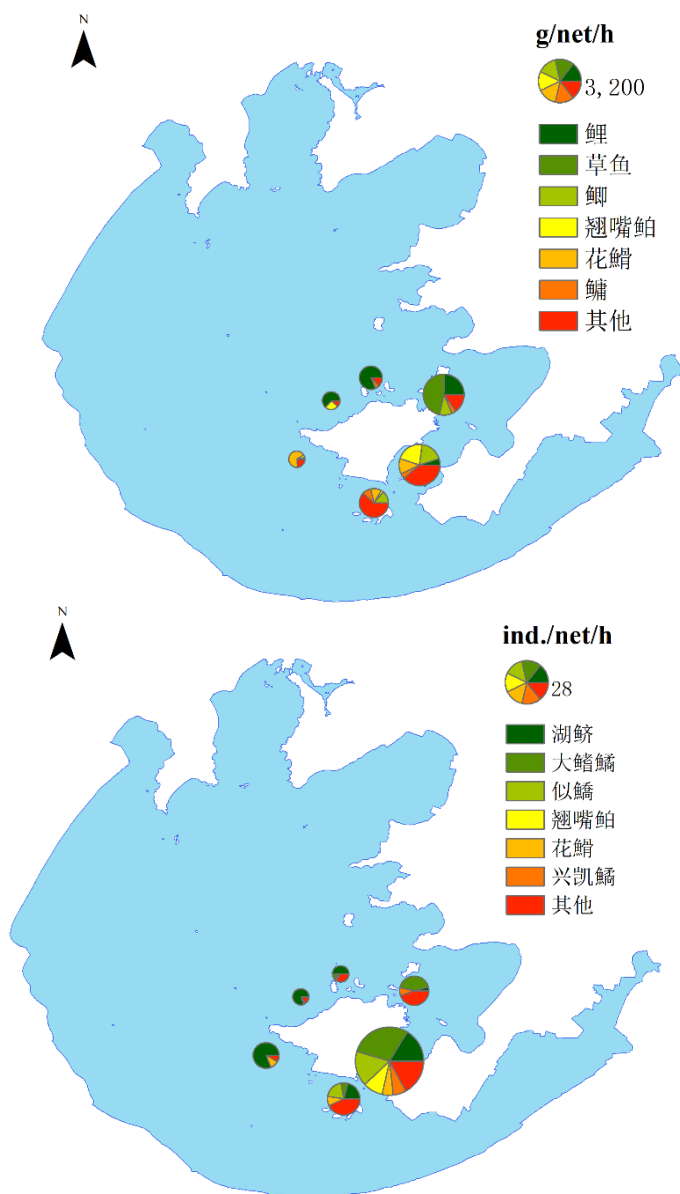 N
g/net/h
3,200
鲤
草鱼
鲫
翘嘴鲌
花䱻
鳙
其他
N
ind./net/h
28
湖鲚
大鳍鱊
似鱎
翘嘴鲌
花䱻
兴凯鱊
其他